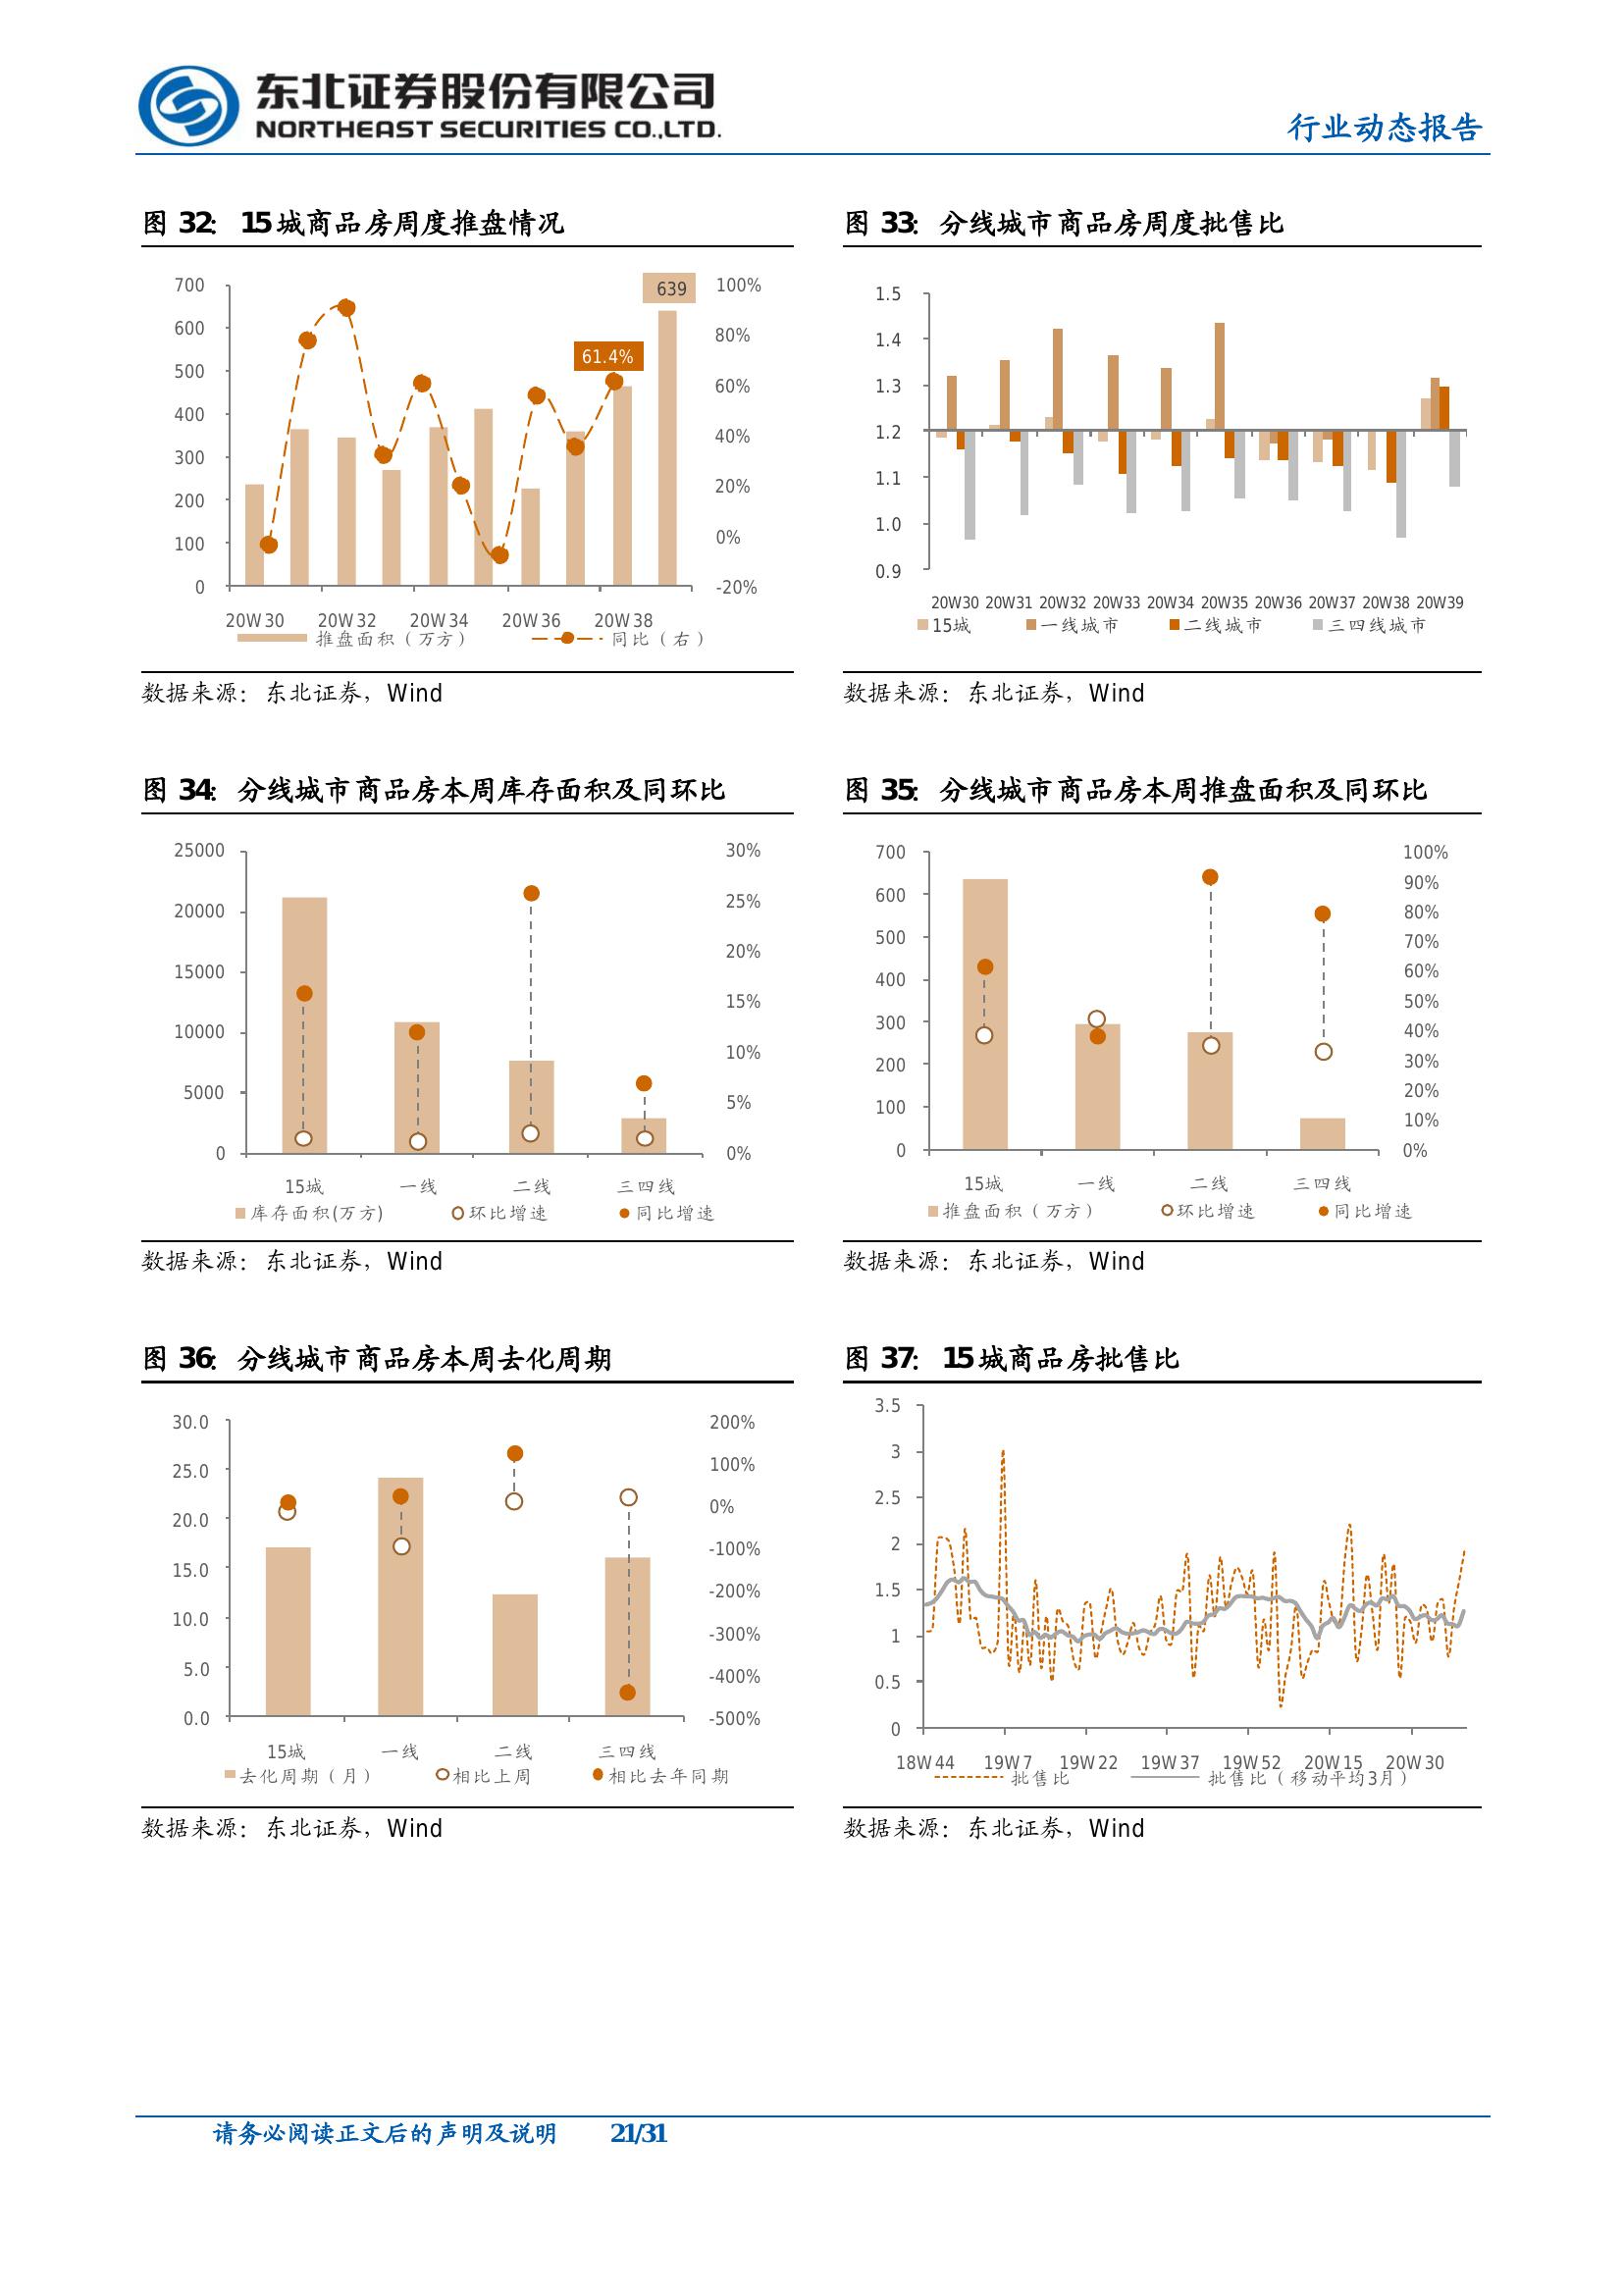 东北证券股份有限公司
NORTHEAST SECURITIES CO.,LTD.
行业动态报告
图 32: 15城商品房周度推盘情况
700 600 500 400 300 200 100 0
100% 80% 60% 40% 20% 0% -20%
639
61.4%
20W30 20W32 20W34 20W36 20W38
推盘面积（万方） 同比（右）
数据来源：东北证券，Wind
图 33: 分线城市商品房周度批售比
1.5 1.4 1.3 1.2 1.1 1.0 0.9
20W30 20W31 20W32 20W33 20W34 20W35 20W36 20W37 20W38 20W39
15城 一线城市 二线城市 三四线城市
数据来源：东北证券，Wind
图 34: 分线城市商品房本周库存面积及同环比
25000 20000 15000 10000 5000 0
30% 25% 20% 15% 10% 5% 0%
15城 一线 二线 三四线
库存面积(万方) 环比增速 同比增速
数据来源：东北证券，Wind
图 35: 分线城市商品房本周推盘面积及同环比
700 600 500 400 300 200 100 0
100% 90% 80% 70% 60% 50% 40% 30% 20% 10% 0%
15城 一线 二线 三四线
推盘面积（万方） 环比增速 同比增速
数据来源：东北证券，Wind
图 36: 分线城市商品房本周去化周期
30.0 25.0 20.0 15.0 10.0 5.0 0.0
200% 100% 0% -100% -200% -300% -400% -500%
15城 一线 二线 三四线
去化周期（月） 相比上周 相比去年同期
数据来源：东北证券，Wind
图 37: 15城商品房批售比
3.5 3 2.5 2 1.5 1 0.5 0
18W44 19W7 19W22 19W37 19W52 20W15 20W30
批售比 批售比（移动平均3月）
数据来源：东北证券，Wind
请务必阅读正文后的声明及说明 21/31